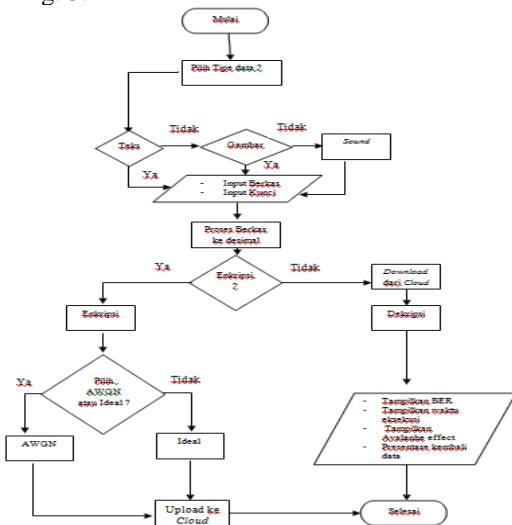 Mulai
Pilih Tipe data ?
Tidak
Tidak
Teks
Gambar
Sound
Ya
Ya
- Input Berkas
- Input Kunci
Proses Berkas
ke desimal
Ya
Enkripsi
?
Tidak
Download
dari Cloud
Enkripsi
Dekripsi
Ya
Pilih
AWGN
atau Ideal ?
Tidak
AWGN
Ideal
- Tampilkan BER
- Tampilkan waktu
eksekusi
- Tampilkan
Avalanche effect
- Presentase kembali
data
Upload ke
Cloud
Selesai